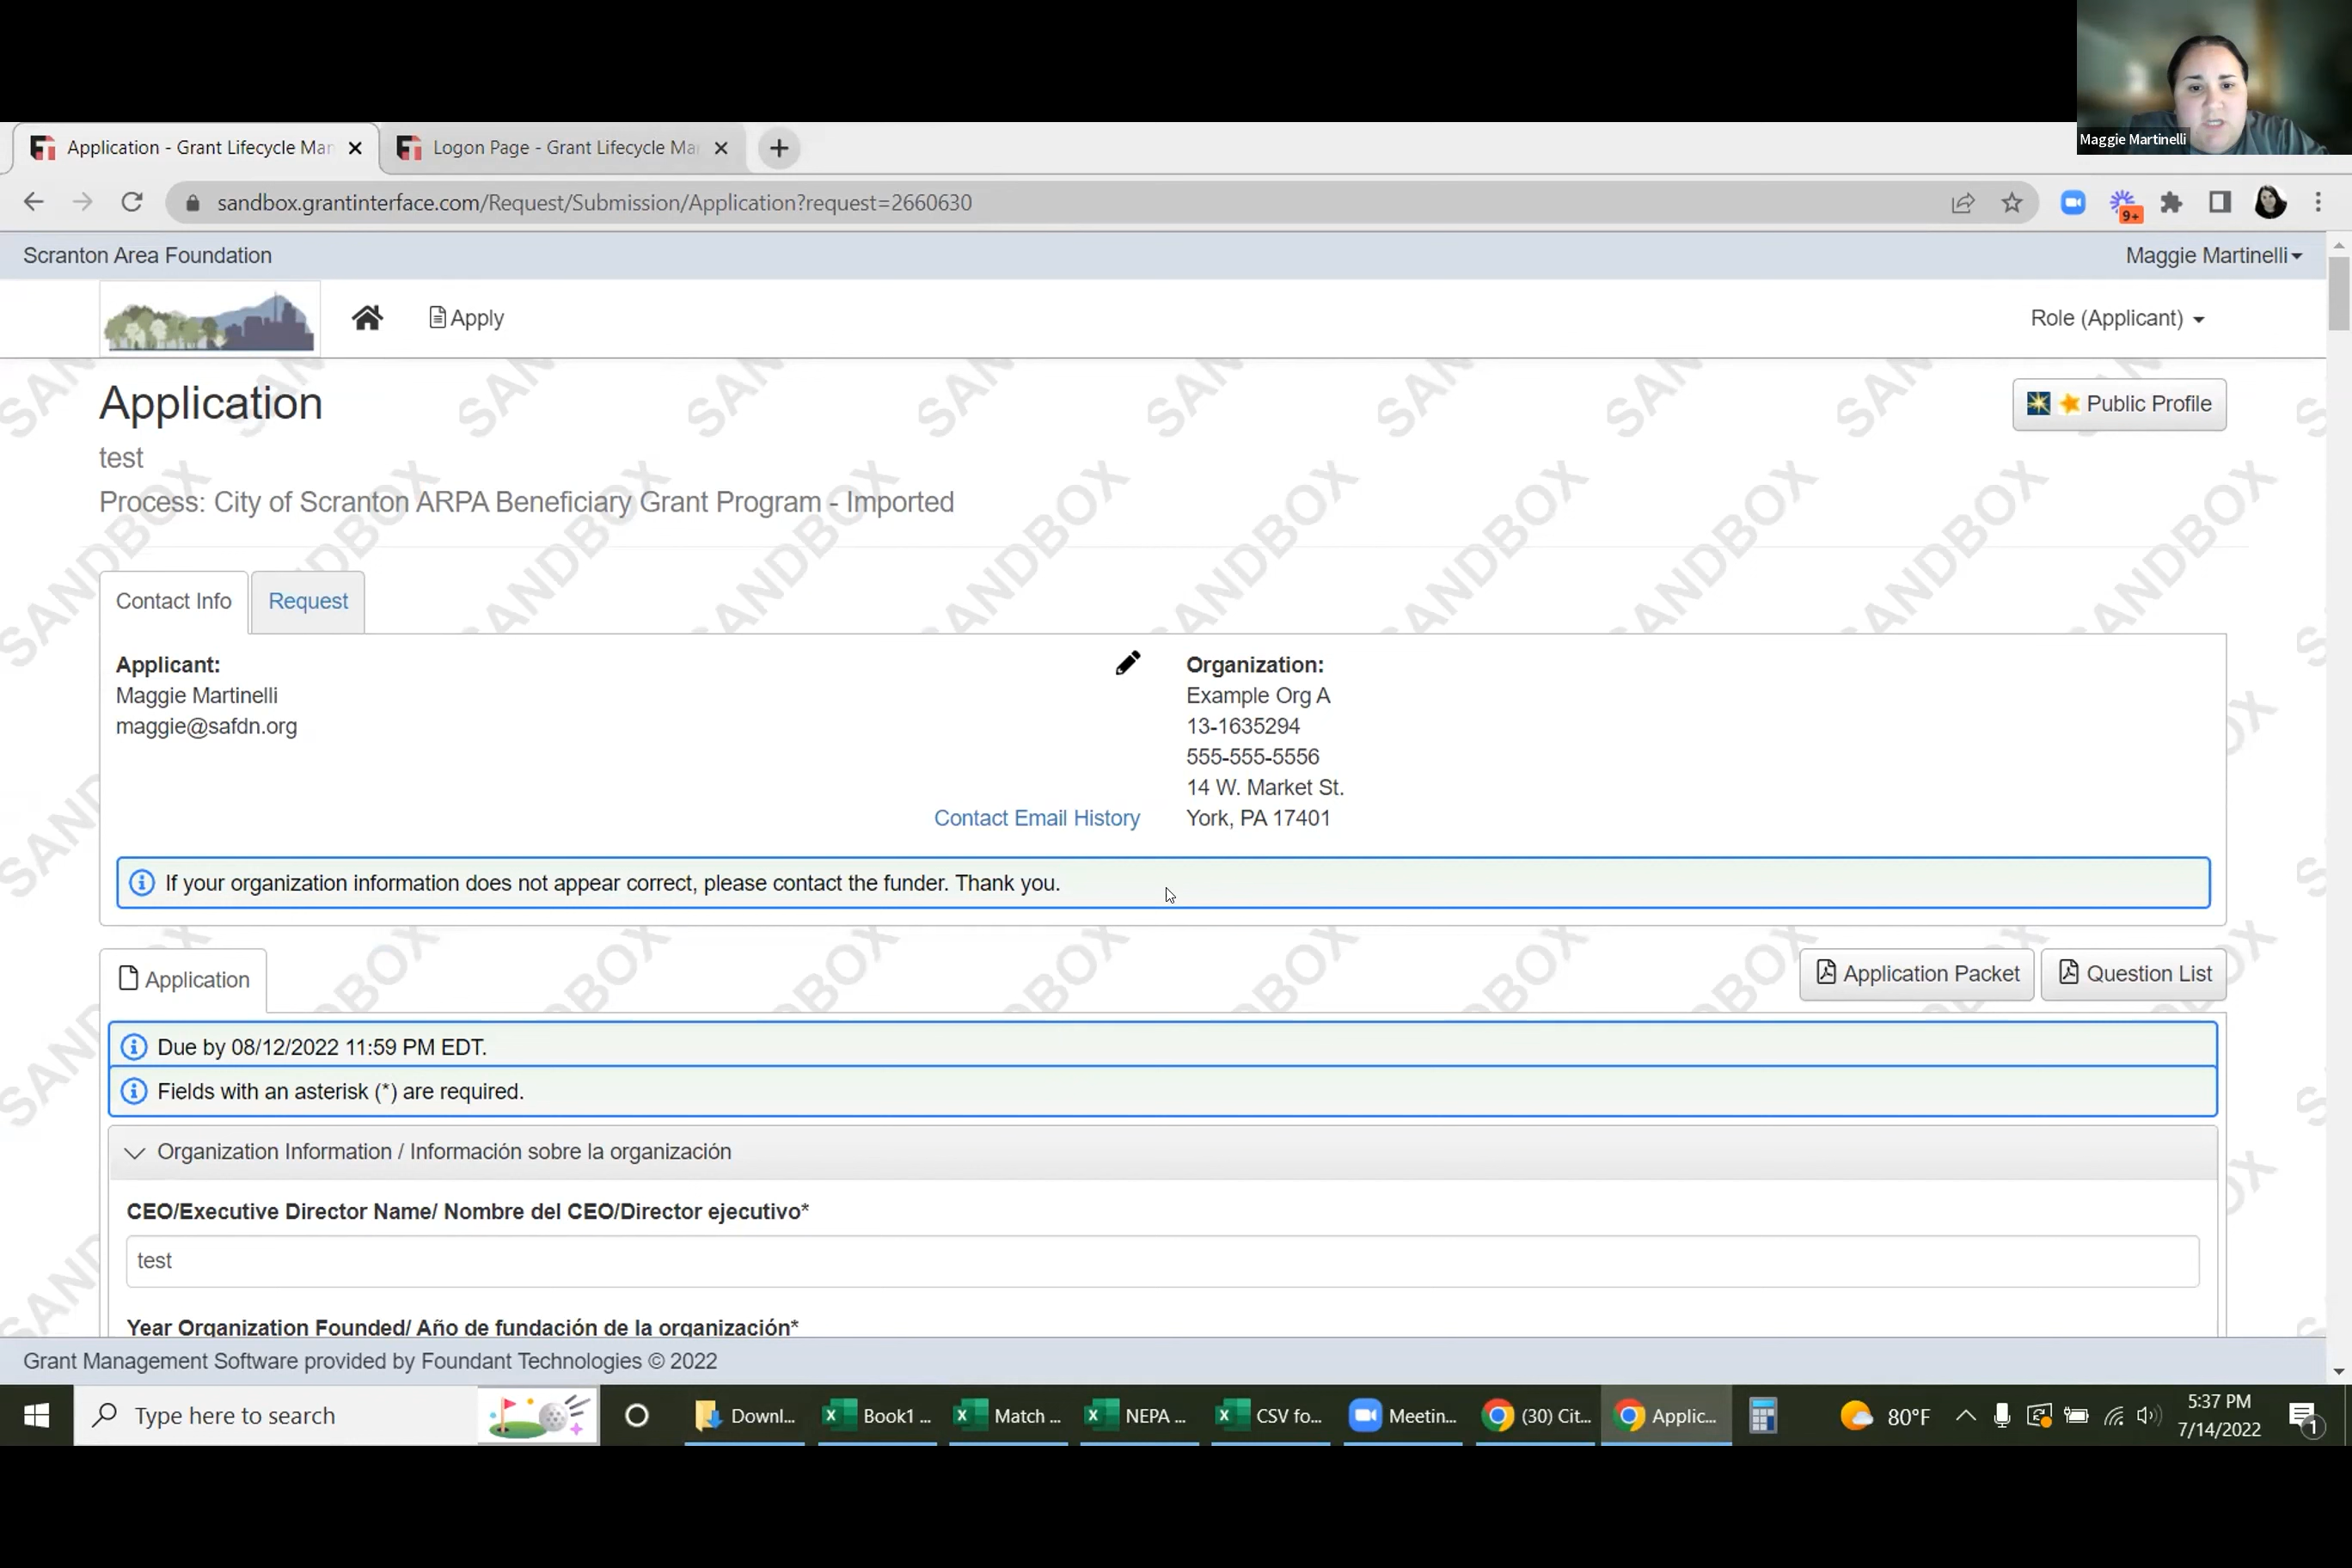 Maggie Martinelli
Application - Grant Lifecycle Man
Logon Page - Grant Lifecycle Ma
sandbox.grantinterface.com/Request/Submission/Application?request=2660630
9+
Scranton Area Foundation
Maggie Martinelli
Apply
Role (Applicant)
Application
Public Profile
test
Process: City of Scranton ARPA Beneficiary Grant Program - Imported
SANDBOX
Contact Info
Request
Applicant:
Maggie Martinelli
maggie@safdn.org
Contact Email History
Organization:
Example Org A
13-1635294
555-555-5556
14 W. Market St.
York, PA 17401
If your organization information does not appear correct, please contact the funder. Thank you.
Application
Application Packet
Question List
Due by 08/12/2022 11:59 PM EDT.
Fields with an asterisk (*) are required.
Organization Information / Información sobre la organización
CEO/Executive Director Name/ Nombre del CEO/Director ejecutivo*
test
Year Organization Founded/ Año de fundación de la organización*
Grant Management Software provided by Foundant Technologies © 2022
Type here to search
Downl...
Book1 ...
Match ...
NEPA ...
CSV fo...
Meetin...
(30) Cit...
Applic...
80°F
5:37 PM
7/14/2022
1